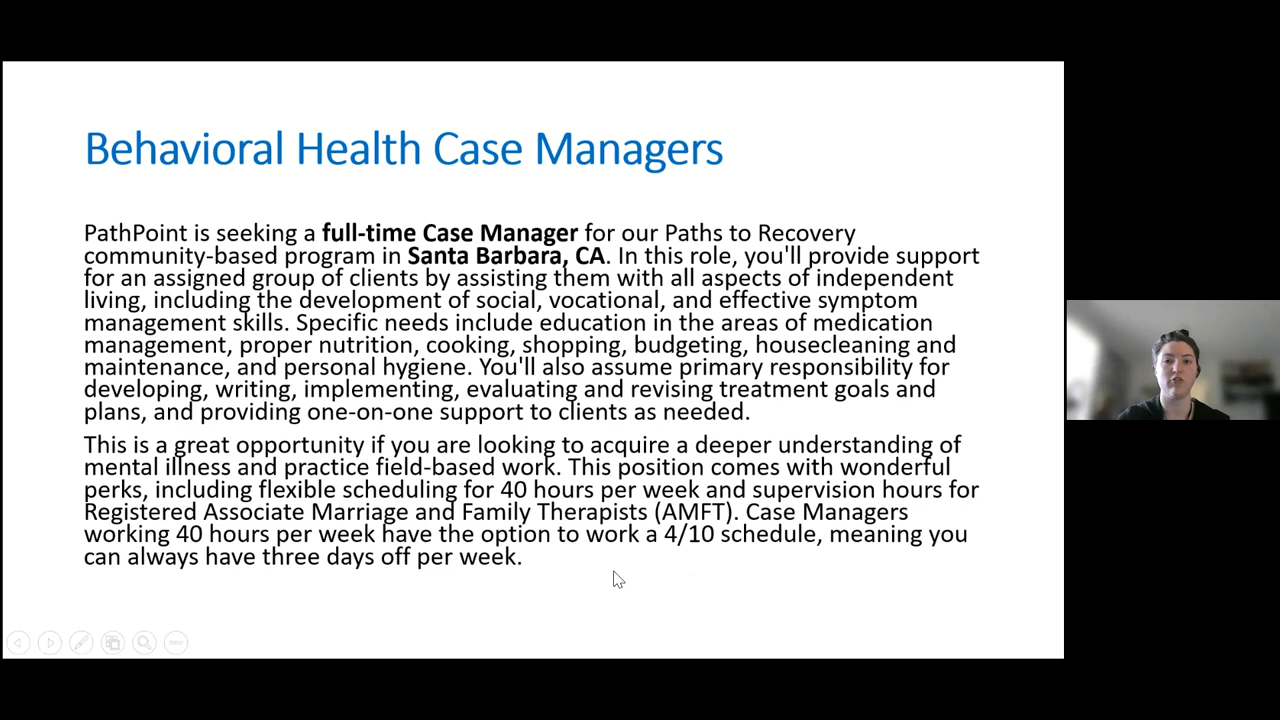 Behavioral Health Case Managers
PathPoint is seeking a full-time Case Manager for our Paths to Recovery
community-based program in Santa Barbara, CA. In this role, you'll provide support
for an assigned group of clients by assisting them with all aspects of independent
living, including the development of social, vocational, and effective symptom
management skills. Specific needs include education in the areas of medication
management, proper nutrition, cooking, shopping, budgeting, housecleaning and
maintenance, and personal hygiene. You'll also assume primary responsibility for
developing, writing, implementing, evaluating and revising treatment goals and
plans, and providing one-on-one support to clients as needed.
This is a great opportunity if you are looking to acquire a deeper understanding of
mental illness and practice field-based work. This position comes with wonderful
perks, including flexible scheduling for 40 hours per week and supervision hours for
Registered Associate Marriage and Family Therapists (AMFT). Case Managers
working 40 hours per week have the option to work a 4/10 schedule, meaning you
can always have three days off per week.